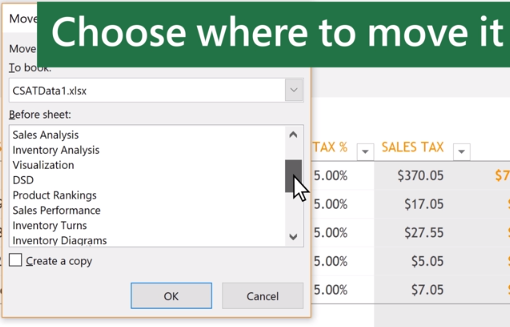 Move
Choose where to move it
Move
To book:
CSATData1.xlsx
Before sheet:
Sales Analysis
Inventory Analysis
Visualization
DSD
Product Rankings
Sales Performance
Inventory Turns
Inventory Diagrams
Create a copy
OK Cancel
TAX % SALES TAX
5.00% $370.05 $7
5.00% $17.05
5.00% $27.55
5.00% $5.05
5.00% $7.05